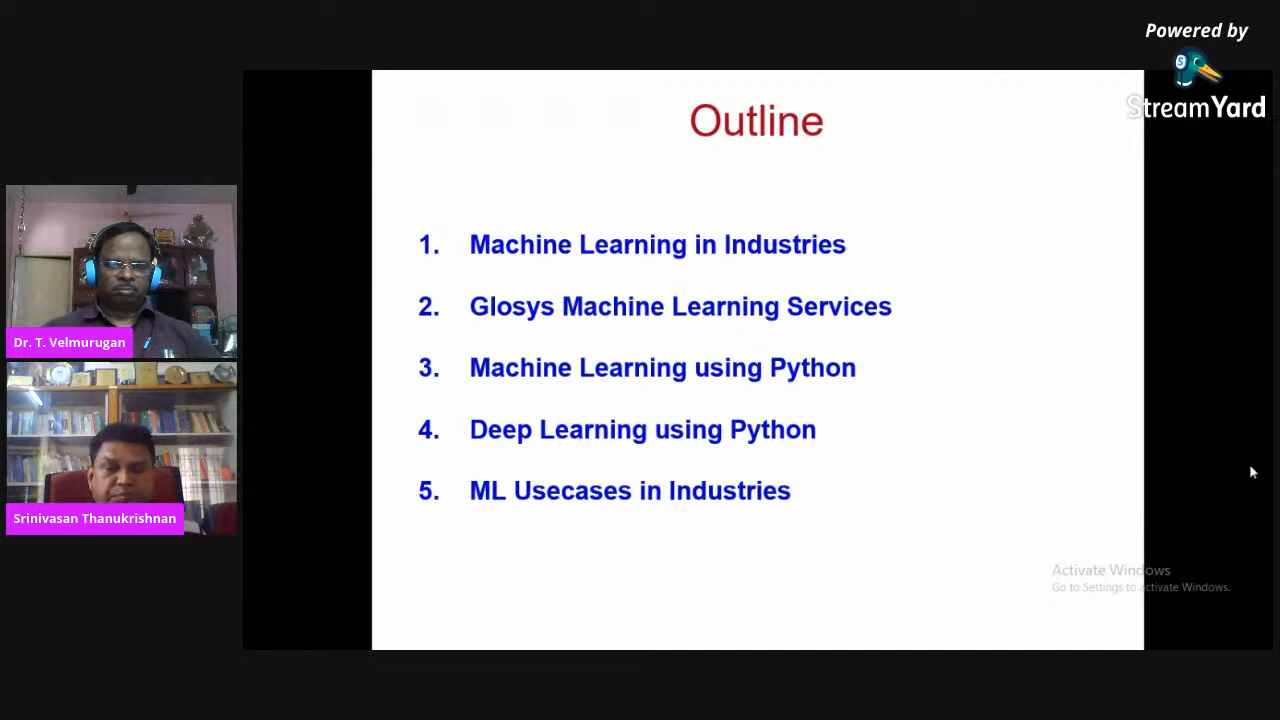 Powered by
StreamYard
Outline
1. Machine Learning in Industries
2. Glosys Machine Learning Services
3. Machine Learning using Python
4. Deep Learning using Python
5. ML Usecases in Industries
Dr. T. Velmurugan
Srinivasan Thanukrishnan
Activate Windows
Go to Settings to activate Windows.